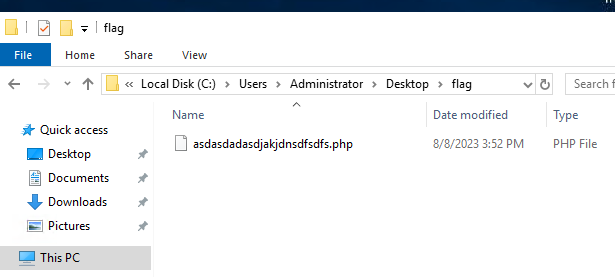 flag
File Home Share View
« Local Disk (C:) > Users > Administrator > Desktop > flag
Search f
Name Date modified Type
Quick access
asdasdadasdjakjdnsdfsdfs.php 8/8/2023 3:52 PM PHP File
Desktop
Documents
Downloads
Pictures
This PC